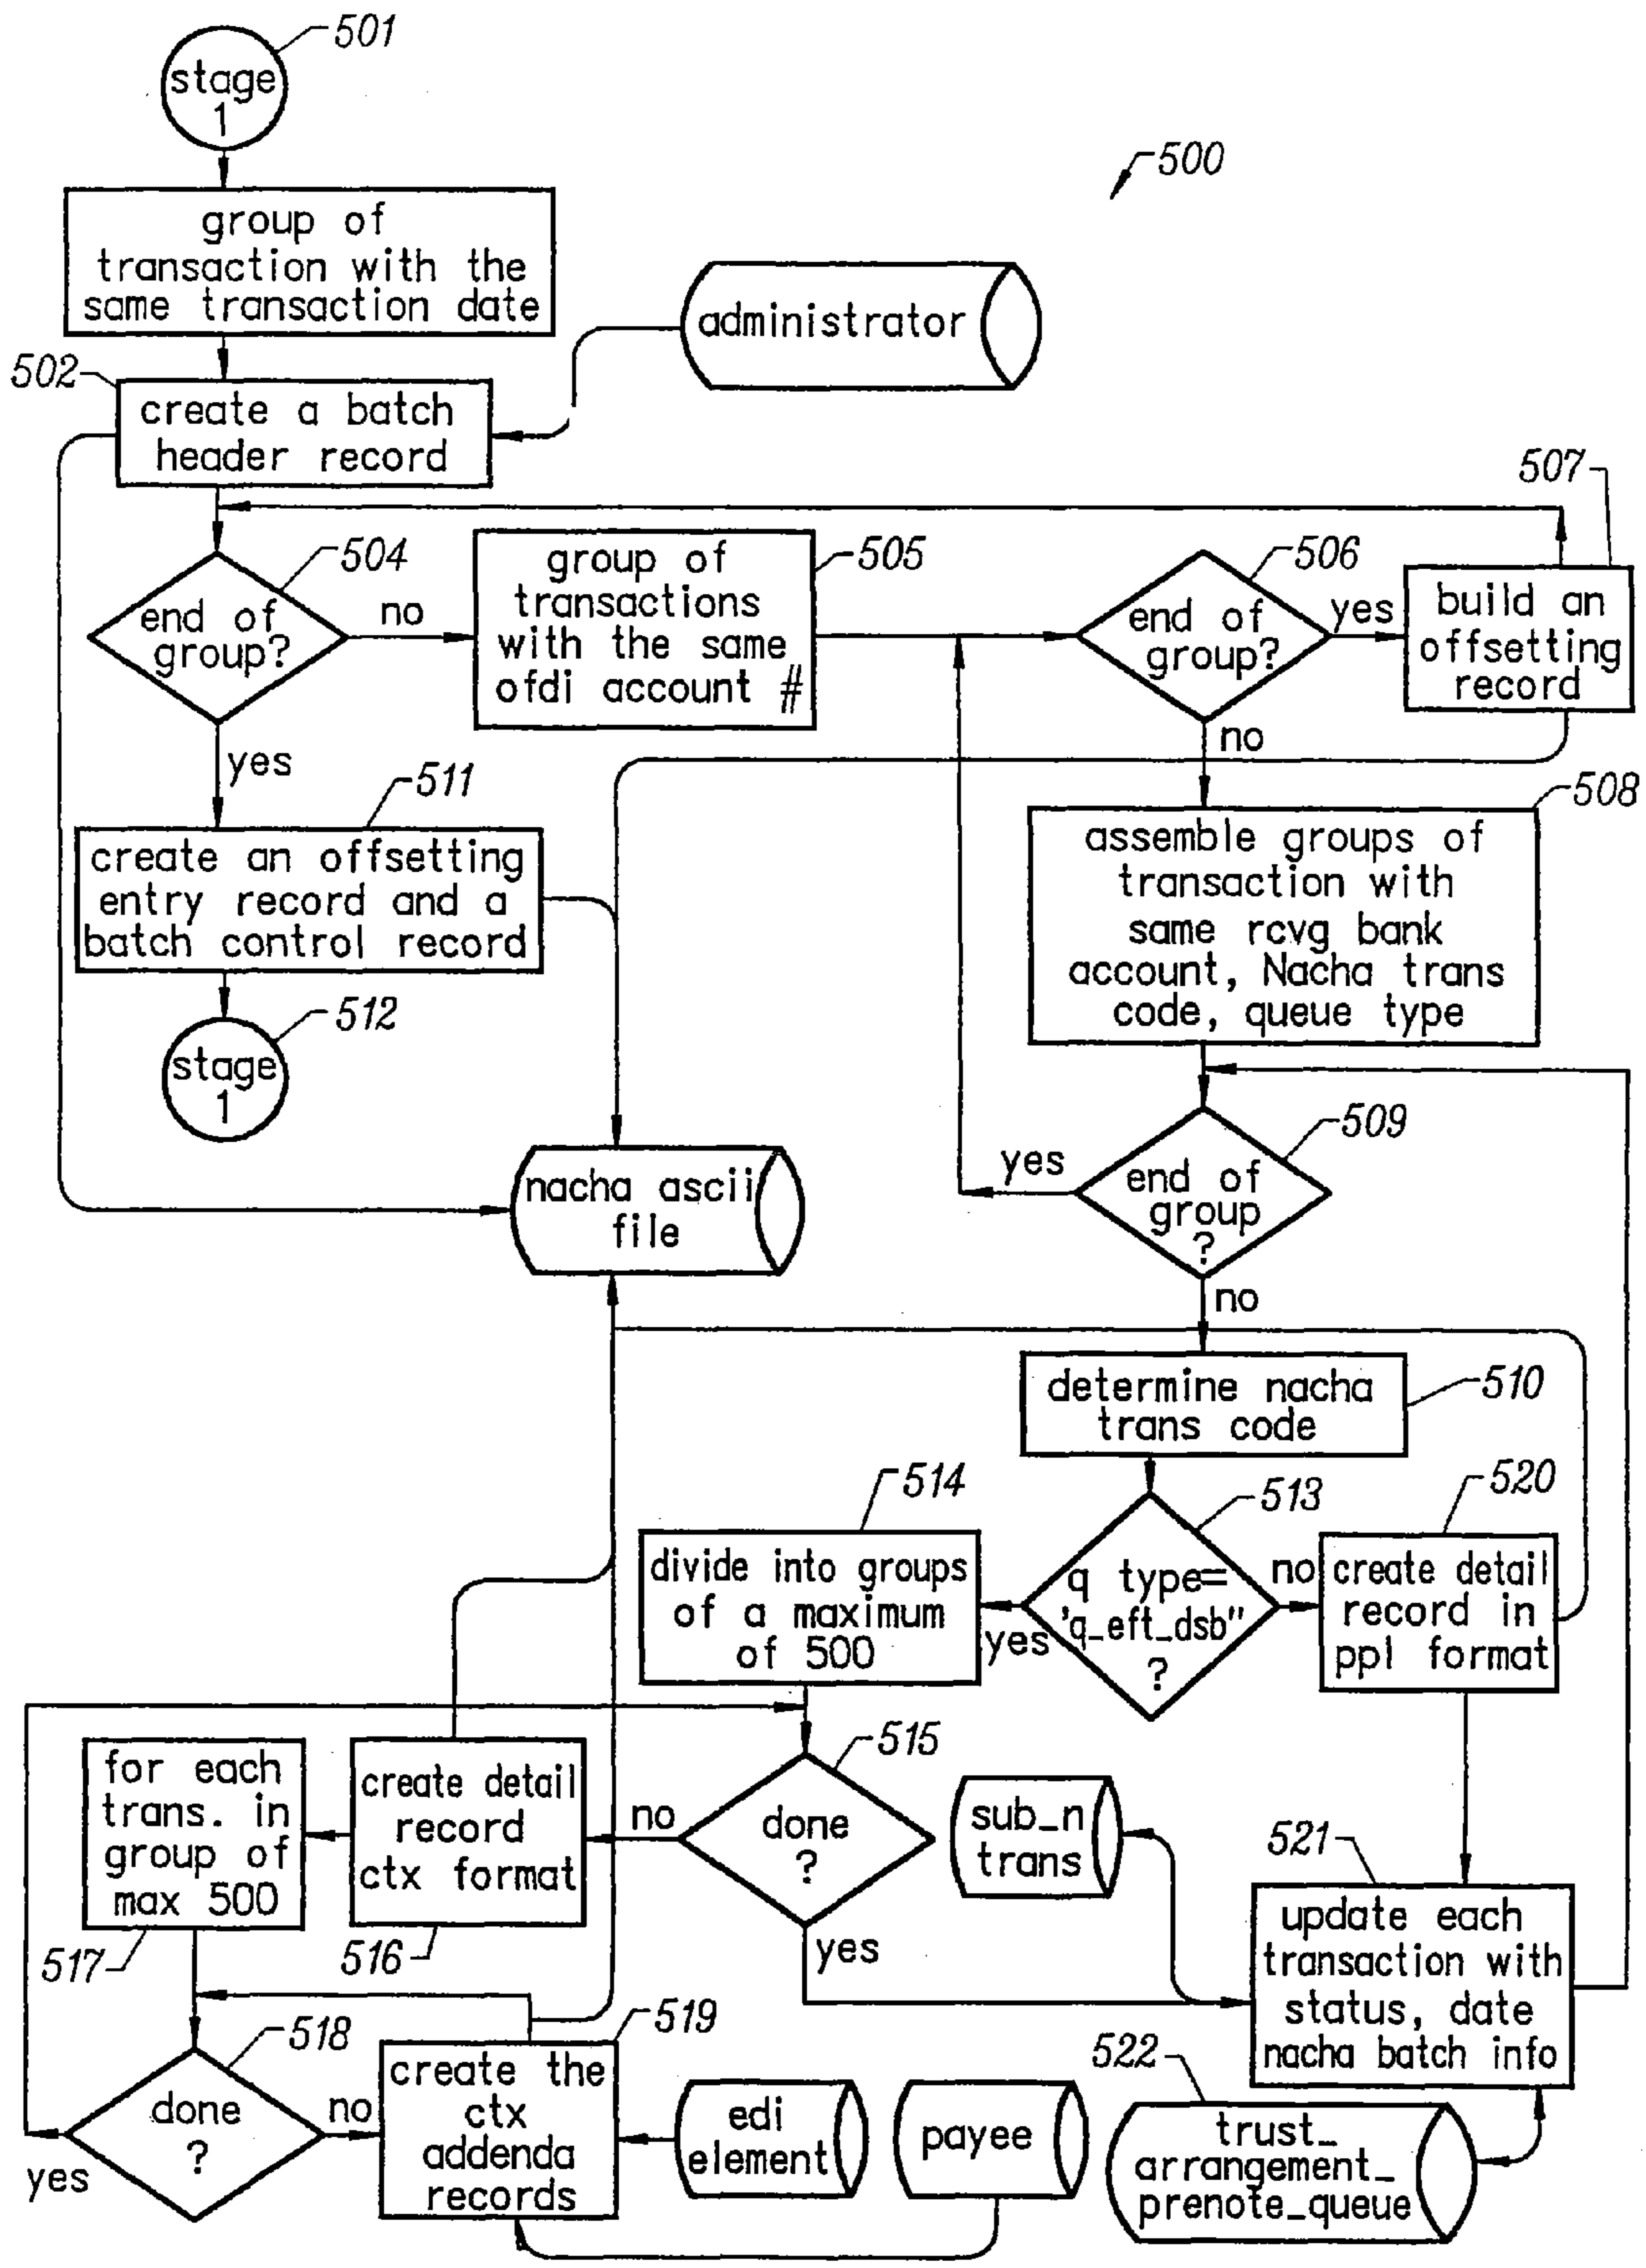 501
stage
1
500
group of
transaction with the
same transaction date
administrator
502
create a batch
header record
507
504
end of
group?
no
group of
transactions
with the same
ofdi account #
505
506
end of
group?
yes
build an
offsetting
record
yes
no
511
create an offsetting
entry record and a
batch control record
508
assemble groups of
transaction with
same rcvg bank
account, Nacha trans
code, queue type
512
stage
1
509
end of
group
?
yes
nacha ascii
file
no
determine nacha
trans code
510
514
513
520
divide into groups
of a maximum
of 500
yes
q type=
'q_eft_dsb"
?
no
create detail
record in
ppl format
515
for each
trans. in
group of
max 500
create detail
record
ctx format
no
done
?
sub_n
trans
521
517
516
yes
update each
transaction with
status, date
nacha batch info
518
519
522
done
?
no
yes
create the
ctx
addenda
records
edi
element
payee
trust_
arrangement_
prenote_queue